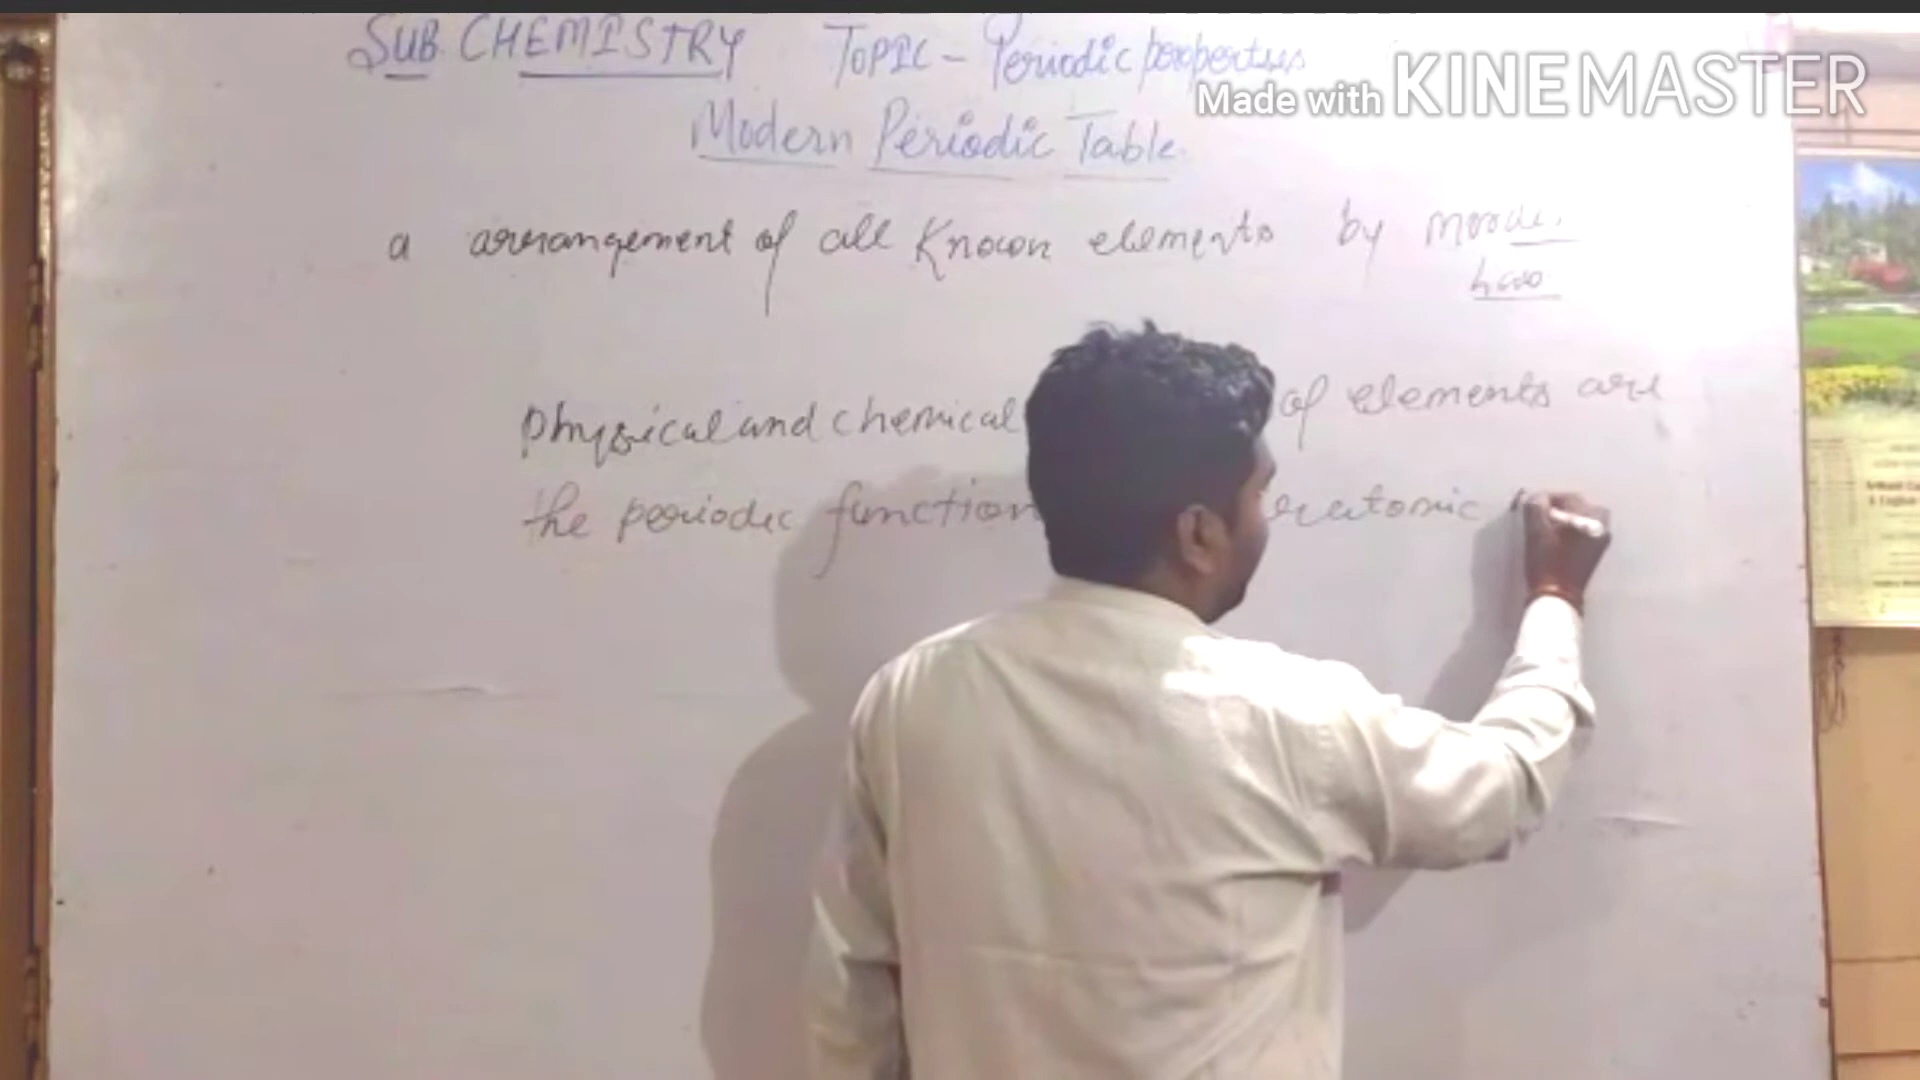 SUB. CHEMISTRY TOPIC - Periodic properties
Made with KINEMASTER
Modern Periodic Table.
a arrangement of all Known elements by
physical and chemical of elements are
the periodic function atomic